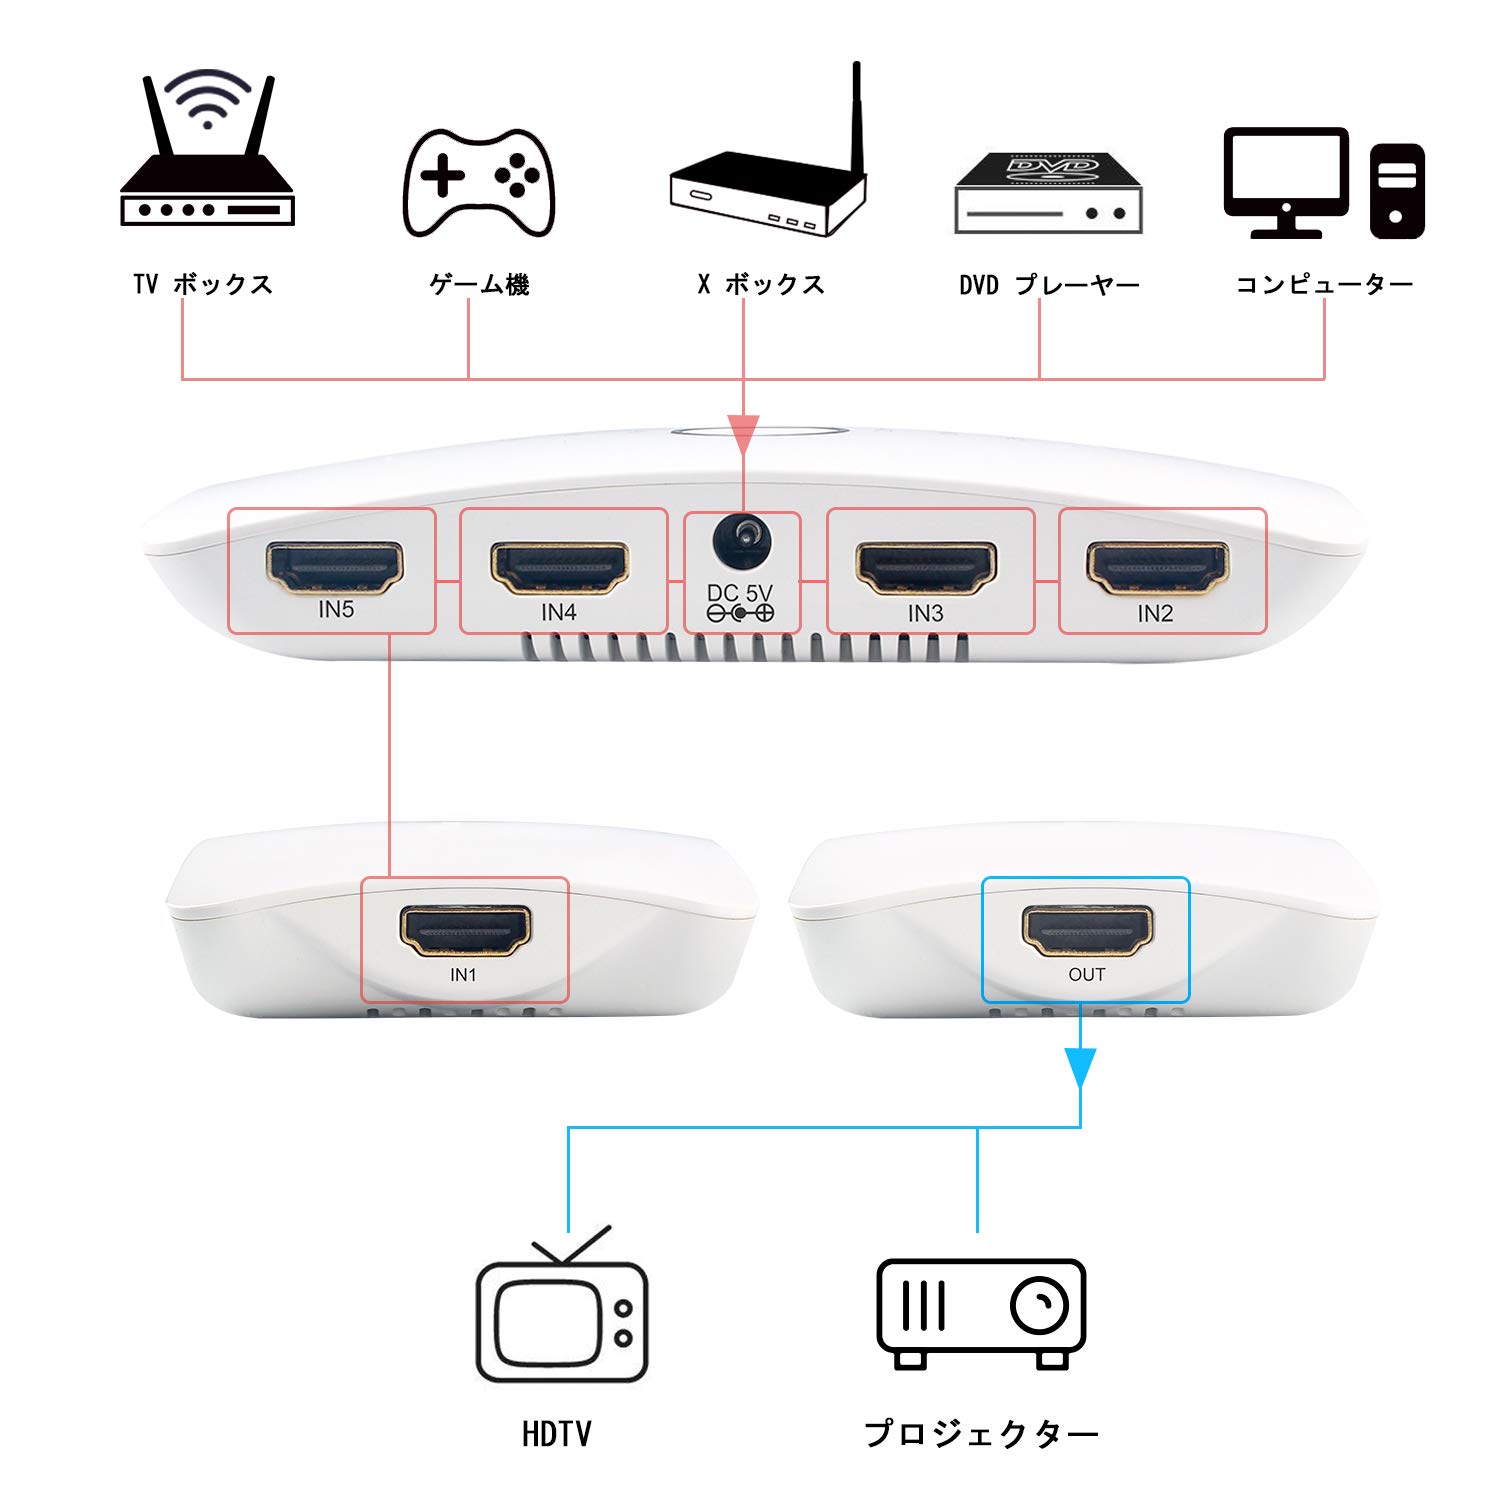 DVD
TV ボックス
ゲーム機
X ボックス
DVD プレーヤー
コンピューター
IN5
IN4
DC 5V
IN3
IN2
IN1
OUT
HDTV
プロジェクター